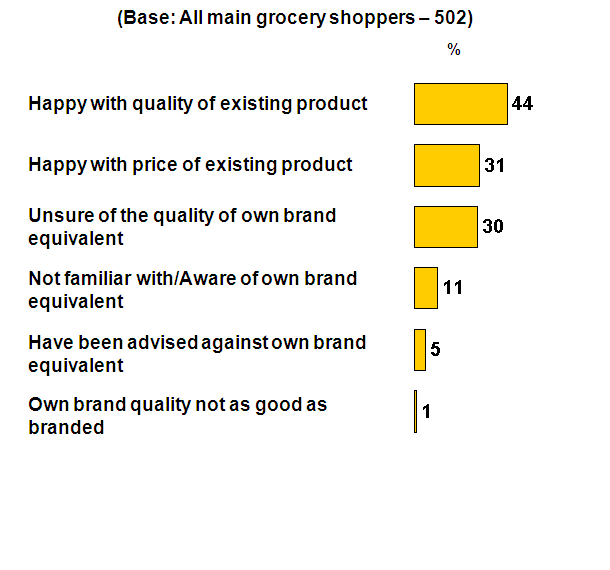 (Base: All main grocery shoppers – 502)
%
Happy with quality of existing product
44
Happy with price of existing product
31
Unsure of the quality of own brand
equivalent
30
Not familiar with/Aware of own brand
equivalent
11
Have been advised against own brand
equivalent
5
Own brand quality not as good as
branded
1